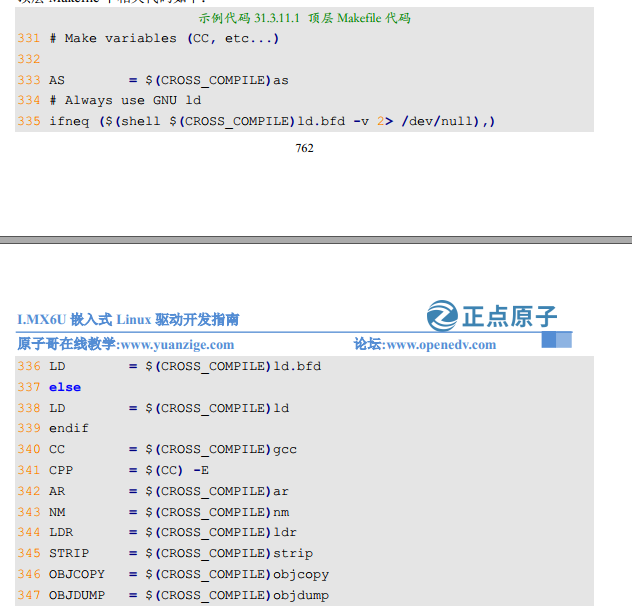 示例代码 31.3.11.1 顶层 Makefile 代码
331 # Make variables (CC, etc...)
332
333 AS = $(CROSS_COMPILE)as
334 # Always use GNU ld
335 ifneq ($(shell $(CROSS_COMPILE)ld.bfd -v 2> /dev/null),)
762
正点原子
I.MX6U 嵌入式 Linux 驱动开发指南
原子哥在线教学:www.yuanzige.com 论坛:www.openedv.com
336 LD = $(CROSS_COMPILE)ld.bfd
337 else
338 LD = $(CROSS_COMPILE)ld
339 endif
340 CC = $(CROSS_COMPILE)gcc
341 CPP = $(CC) -E
342 AR = $(CROSS_COMPILE)ar
343 NM = $(CROSS_COMPILE)nm
344 LDR = $(CROSS_COMPILE)ldr
345 STRIP = $(CROSS_COMPILE)strip
346 OBJCOPY = $(CROSS_COMPILE)objcopy
347 OBJDUMP = $(CROSS_COMPILE)objdump